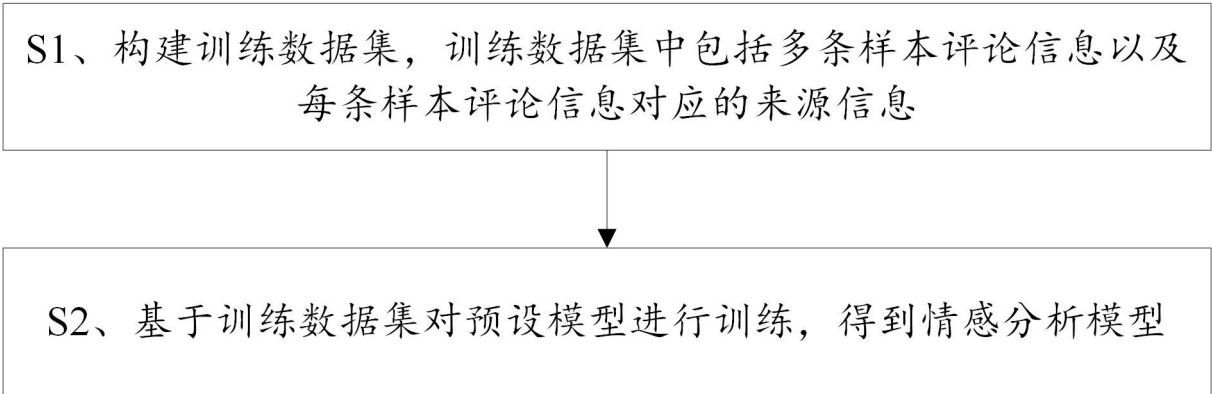 S1、构建训练数据集，训练数据集中包括多条样本评论信息以及
每条样本评论信息对应的来源信息
S2、基于训练数据集对预设模型进行训练，得到情感分析模型